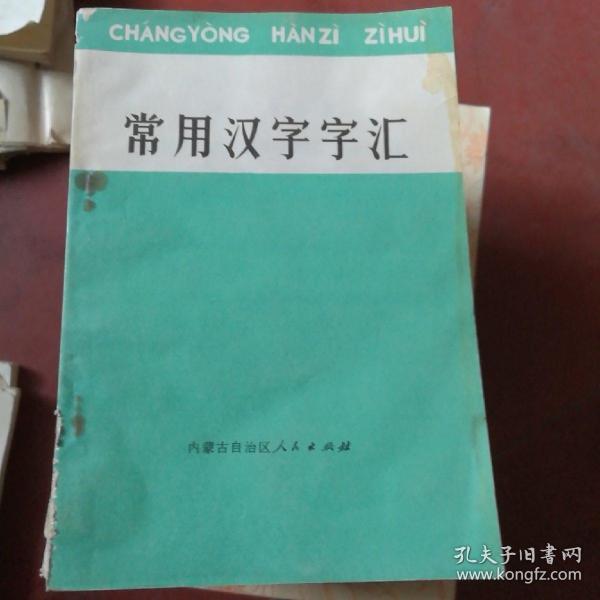 CHÁNGYÒNG HÀNZÌ ZÌHUÌ
常用汉字字汇
内蒙古自治区人民出版社
孔夫子旧书网
www.kongfz.com